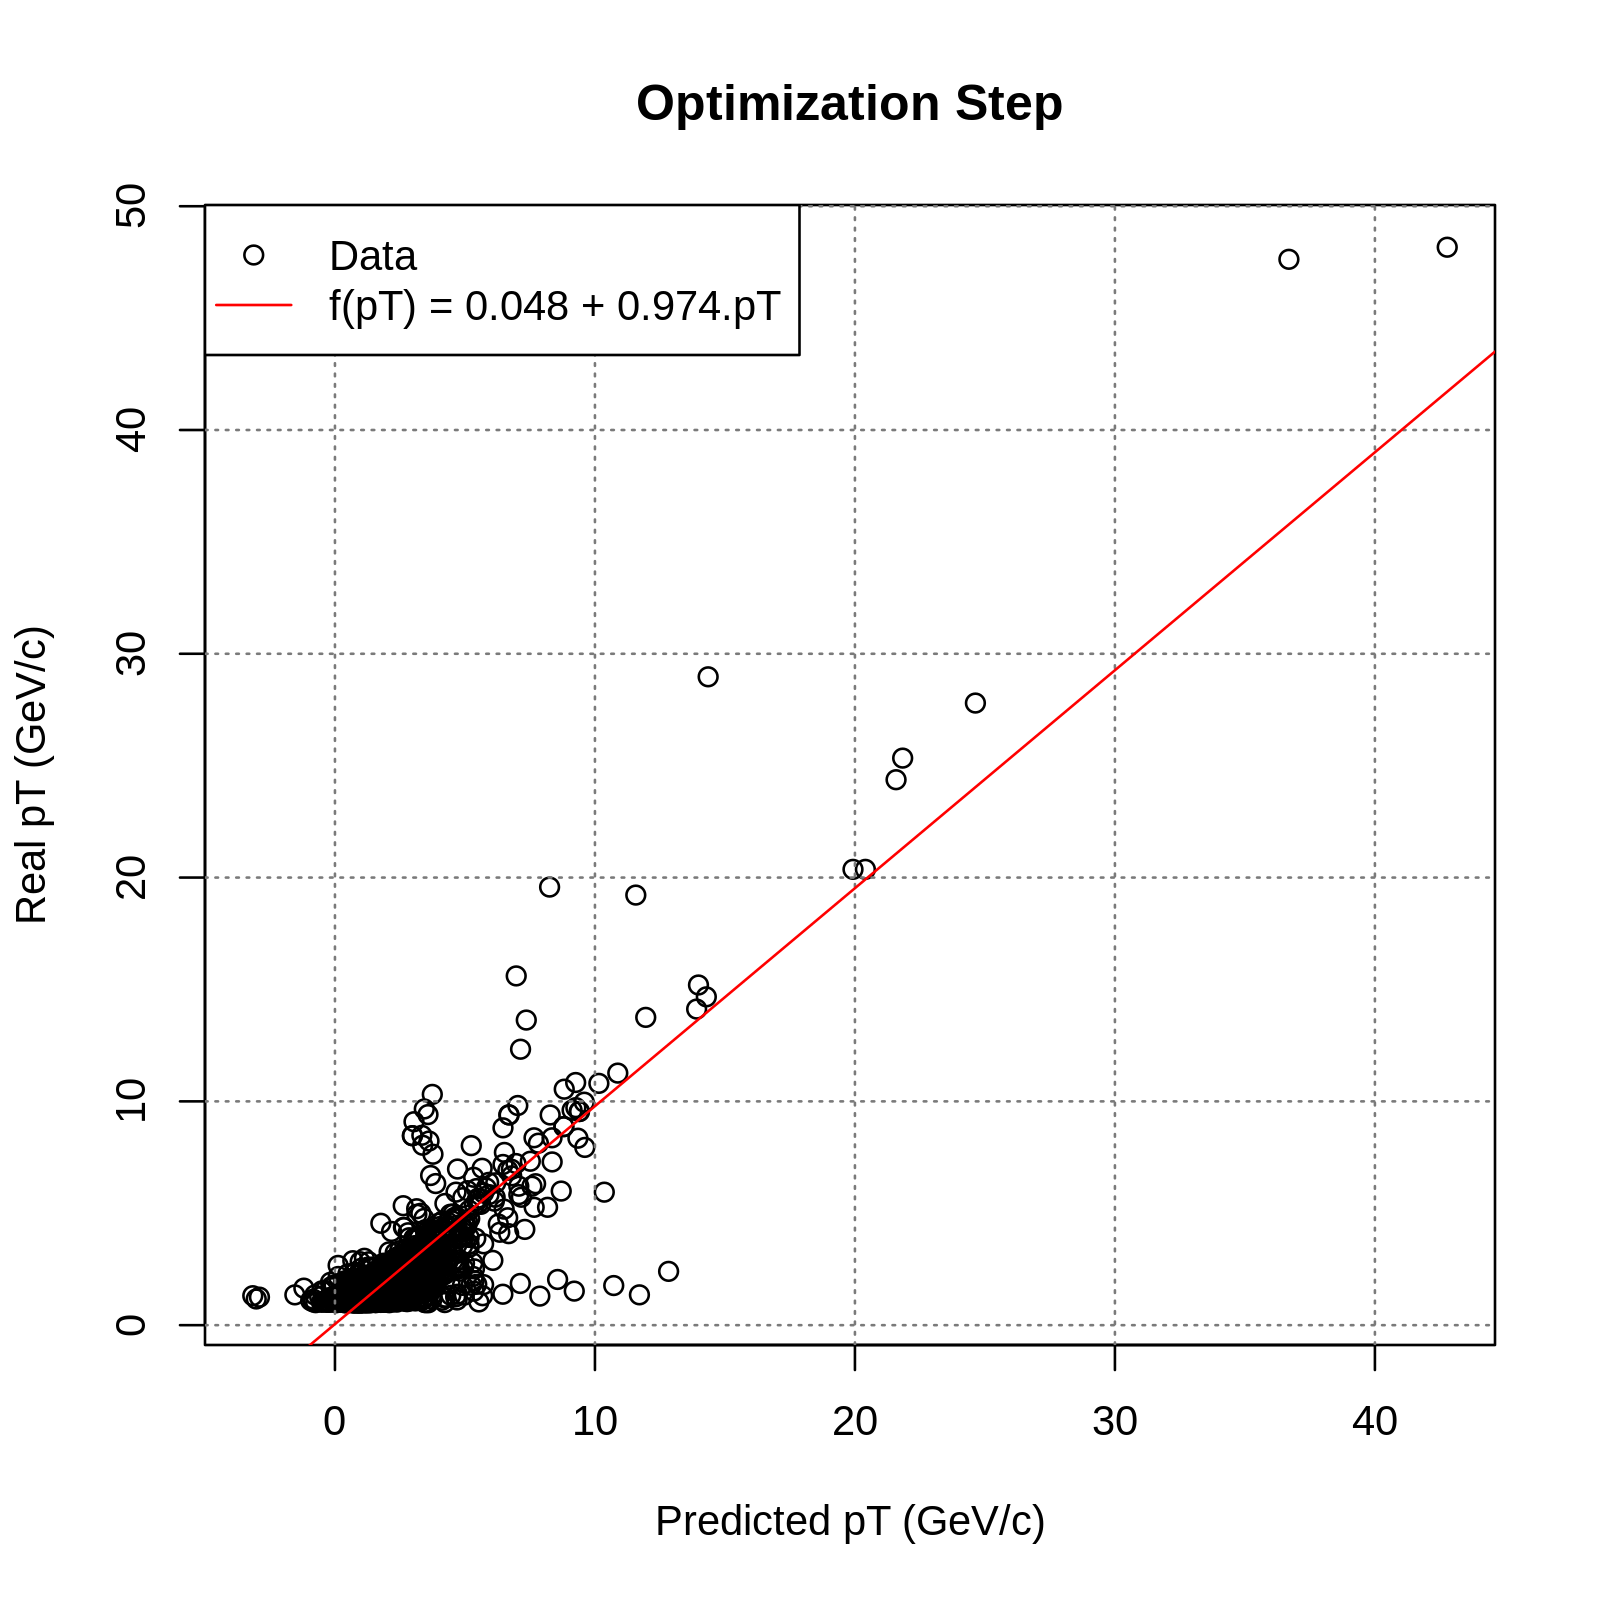 Optimization Step
Data
f(pT) = 0.048 + 0.974.pT
50
40
30
20
10
0
Real pT (GeV/c)
0 10 20 30 40
Predicted pT (GeV/c)